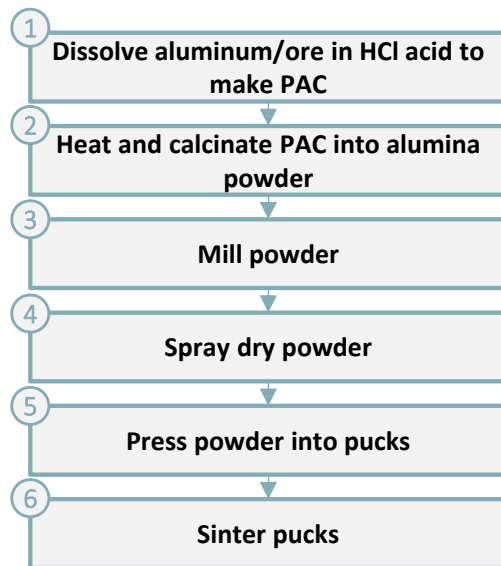 1
Dissolve aluminum/ore in HCl acid to
make PAC
2
Heat and calcinate PAC into alumina
powder
3
Mill powder
4
Spray dry powder
5
Press powder into pucks
6
Sinter pucks